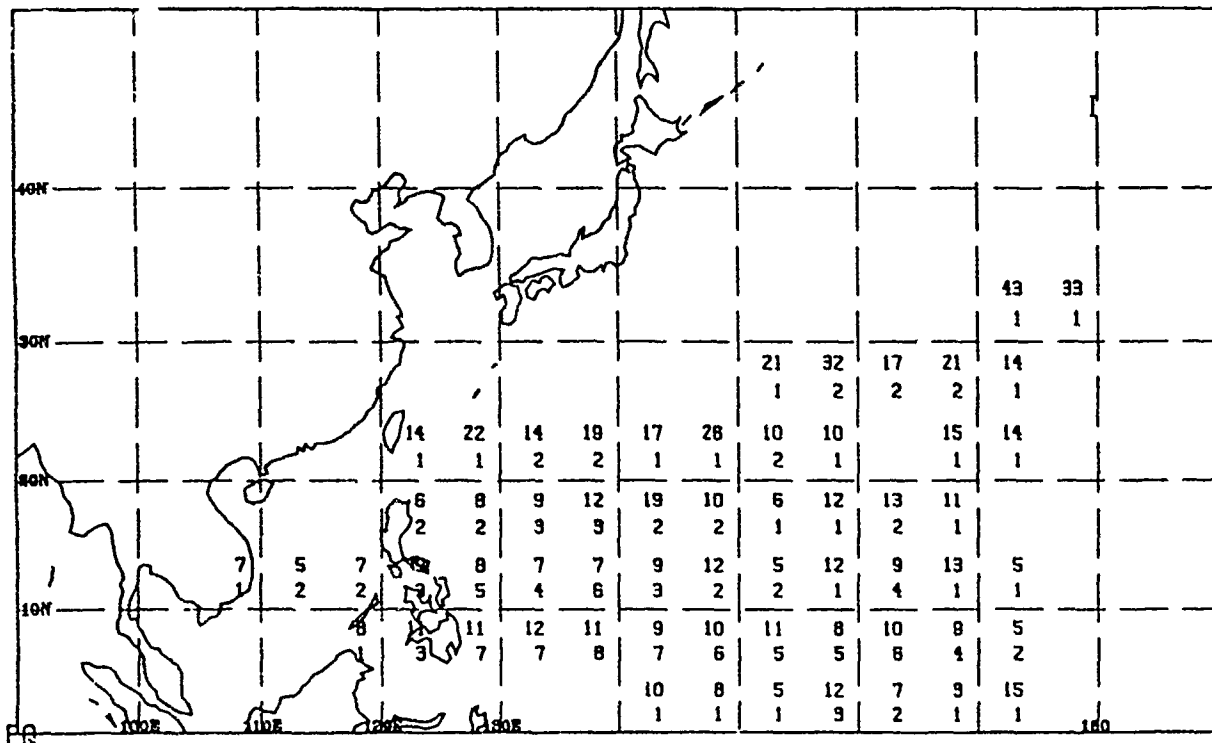 40N
43 33
1 1
30N
21 32 17 21 14
1 2 2 2 1
14 22 14 19 17 28 10 10 15 14
1 1 2 2 1 1 2 1 1 1
20N
6 8 9 12 19 10 6 12 13 11
2 2 3 3 2 2 1 1 2 1
7 5 7 8 7 7 9 12 5 12 9 13 5
1 2 2 5 4 6 3 2 2 1 4 1 1
10N
8 11 12 11 9 10 11 8 10 9 5
1 3 7 7 8 7 6 5 5 6 4 2
10 8 5 12 7 9 15
1 1 1 3 2 1 1
100E 110E 120E 130E 160